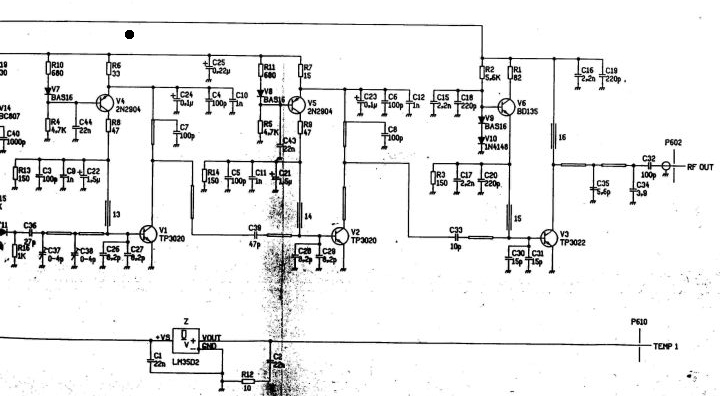 R10
680
R6
33
C25
0.22µ
R11
680
R7
15
R2
5.6K
R1
82
C16
2.2n
C19
220p
V7
BAS16
V4
2N2904
C24
0.1µ
C4
100p
C10
1n
V8
BAS16
V5
2N2904
C23
0.1µ
C6
100p
C12
1n
C15
2.2n
C18
220p
V6
BD135
V14
BC807
C40
1000p
R4
4.7K
C44
22n
R8
47
C7
100p
R5
4.7K
C43
22n
R9
47
C8
100p
V9
BAS16
V10
1N4148
16
P602
RF OUT
R13
150
C3
100p
C9
1n
C22
1.5µ
R14
150
C5
100p
C11
1n
C21
1.5µ
R3
150
C17
2.2n
C20
220p
C32
100p
C35
5.6p
C34
3.9
13
14
15
C36
27p
V1
TP3020
C39
47p
V2
TP3020
C33
10p
V3
TP3022
1K
C37
0-4p
C38
0-4p
C26
8.2p
C27
8.2p
C28
8.2p
C29
8.2p
C30
15p
C31
15p
Z
+VS
VOUT
GND
V
+
LM35D2
C1
22n
C2
22n
R12
10
P610
TEMP 1